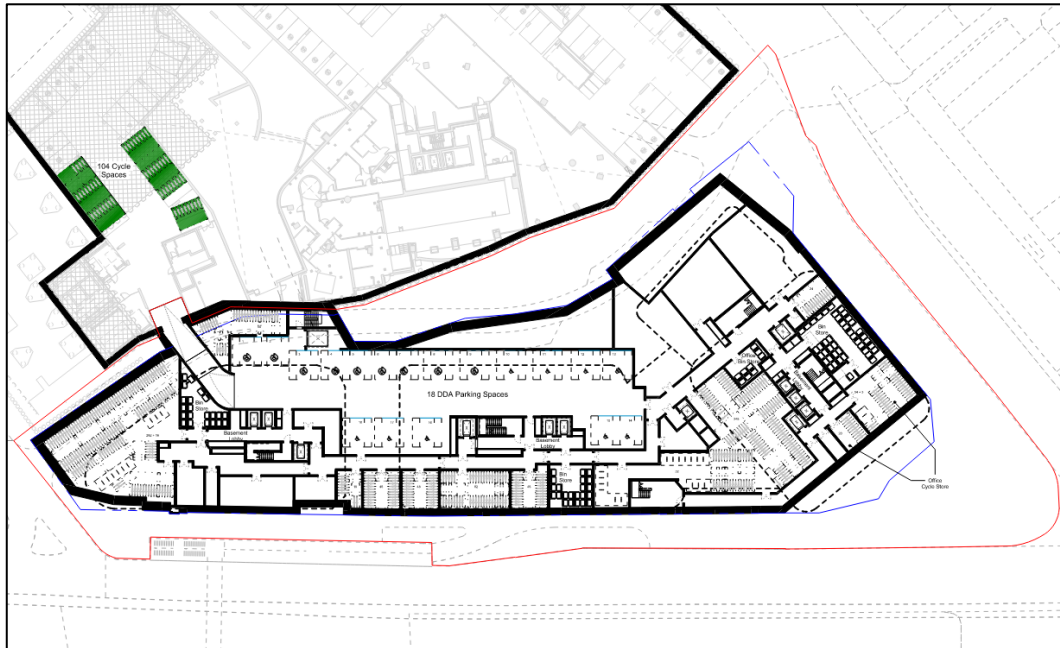 104 Cycle
Spaces
18 DDA Parking Spaces
Bin
Store
Basement
Lobby
Basement
Lobby
Bin
Store
Office
Bin Store
Bin
Store
Office
Cycle Store